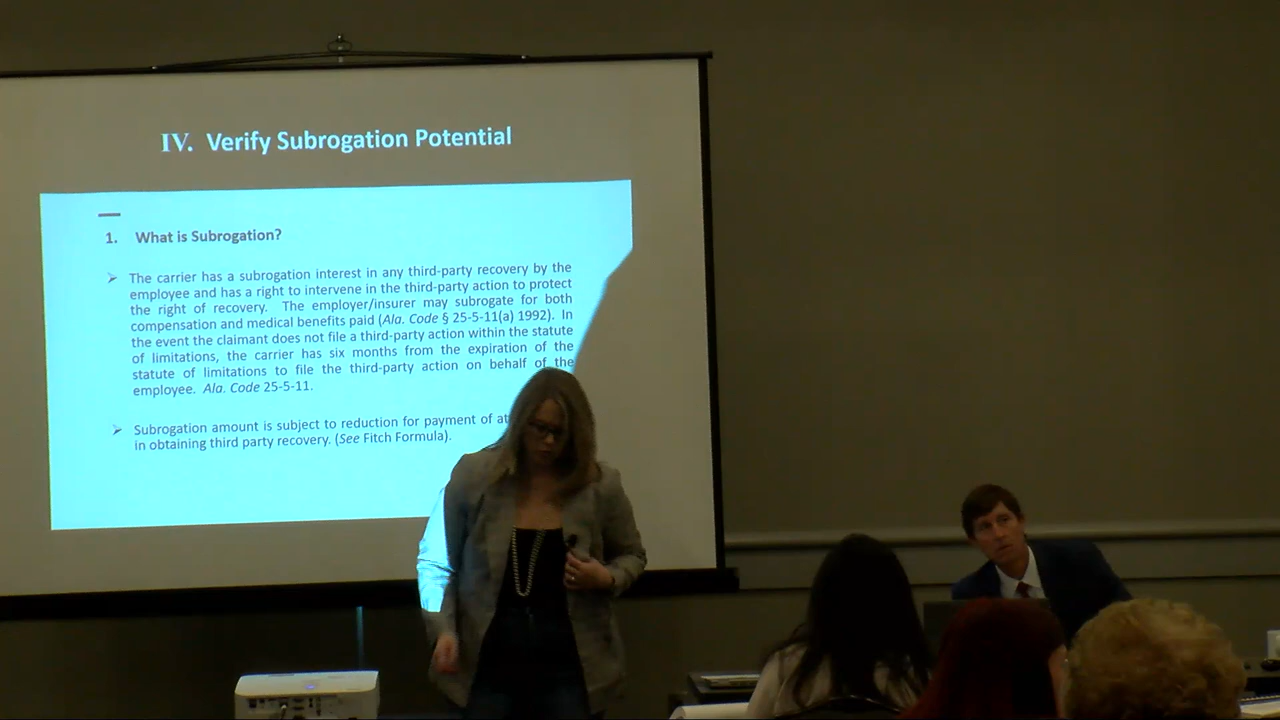 IV. Verify Subrogation Potential
1. What is Subrogation?
➢ The carrier has a subrogation interest in any third-party recovery by the
employee and has a right to intervene in the third-party action to protect
the right of recovery. The employer/insurer may subrogate for both
compensation and medical benefits paid (Ala. Code § 25-5-11(a) 1992). In
the event the claimant does not file a third-party action within the statute
of limitations, the carrier has six months from the expiration of the
statute of limitations to file the third-party action on behalf of the
employee. Ala. Code 25-5-11.
➢ Subrogation amount is subject to reduction for payment of
in obtaining third party recovery. (See Fitch Formula).